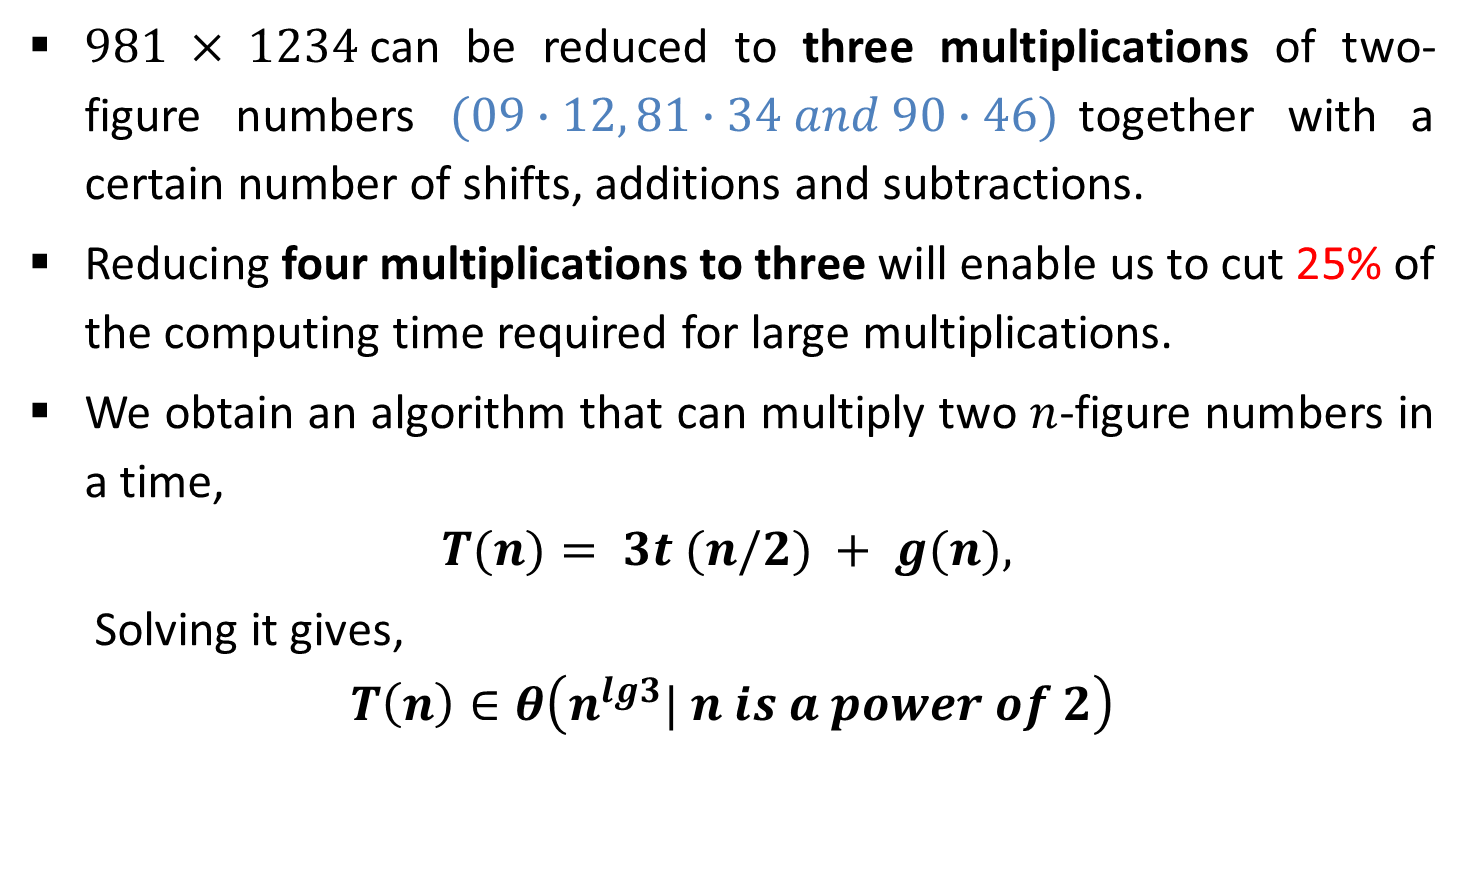 ▪ 981 × 1234 can be reduced to three multiplications of two-
figure numbers (09 · 12, 81 · 34 and 90 · 46) together with a
certain number of shifts, additions and subtractions.
▪ Reducing four multiplications to three will enable us to cut 25% of
the computing time required for large multiplications.
▪ We obtain an algorithm that can multiply two n-figure numbers in
a time,
T(n) = 3t (n/2) + g(n),
Solving it gives,
T(n) ∈ θ(n^{lg3}| n is a power of 2)